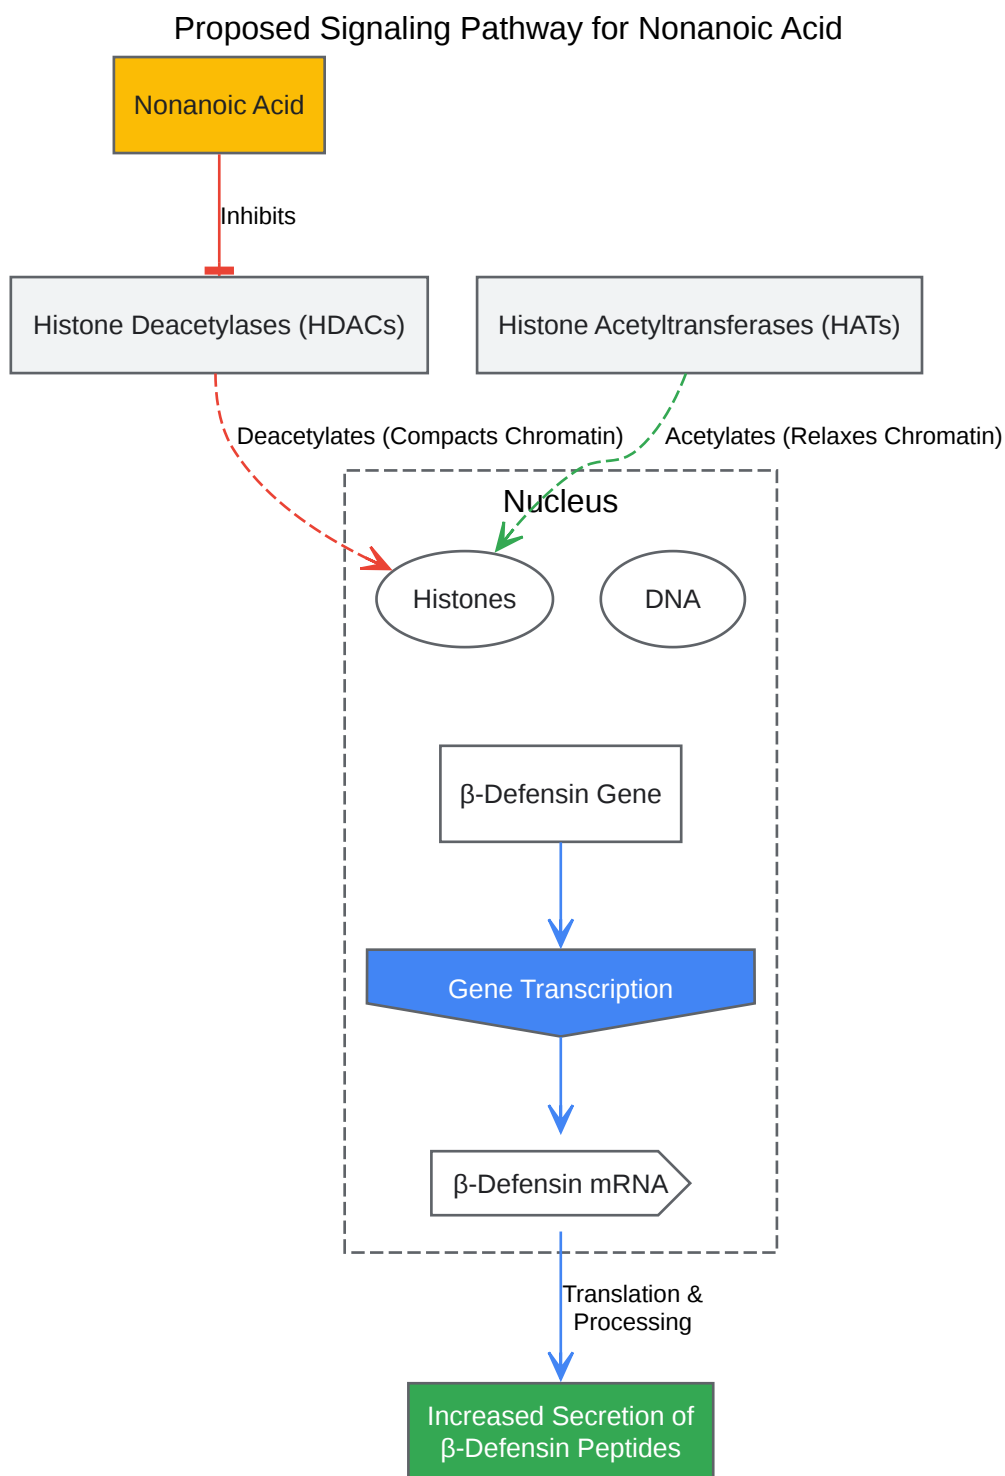 Proposed Signaling Pathway for Nonanoic Acid
Nonanoic Acid
Inhibits
Histone Deacetylases (HDACs)
Histone Acetyltransferases (HATs)
Deacetylates (Compacts Chromatin)
Acetylates (Relaxes Chromatin)
Nucleus
Histones
DNA
β-Defensin Gene
Gene Transcription
β-Defensin mRNA
Translation &
Processing
Increased Secretion of
β-Defensin Peptides